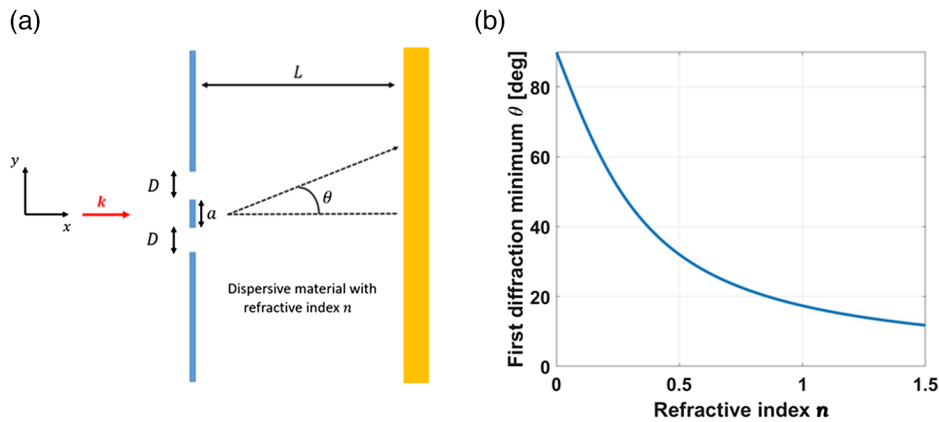 (a)
L
y
D
k
a
θ
x
D
Dispersive material with
refractive index n
(b)
First diffraction minimum θ [deg]
80
60
40
20
0
0 0.5 1 1.5
Refractive index n